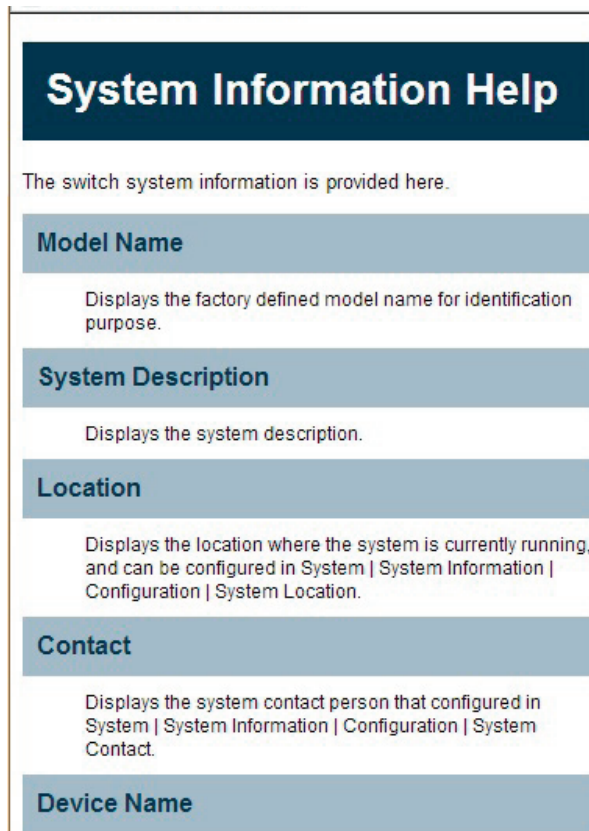 System Information Help
The switch system information is provided here.
Model Name
Displays the factory defined model name for identification
purpose.
System Description
Displays the system description.
Location
Displays the location where the system is currently running,
and can be configured in System | System Information |
Configuration | System Location.
Contact
Displays the system contact person that configured in
System | System Information | Configuration | System
Contact.
Device Name